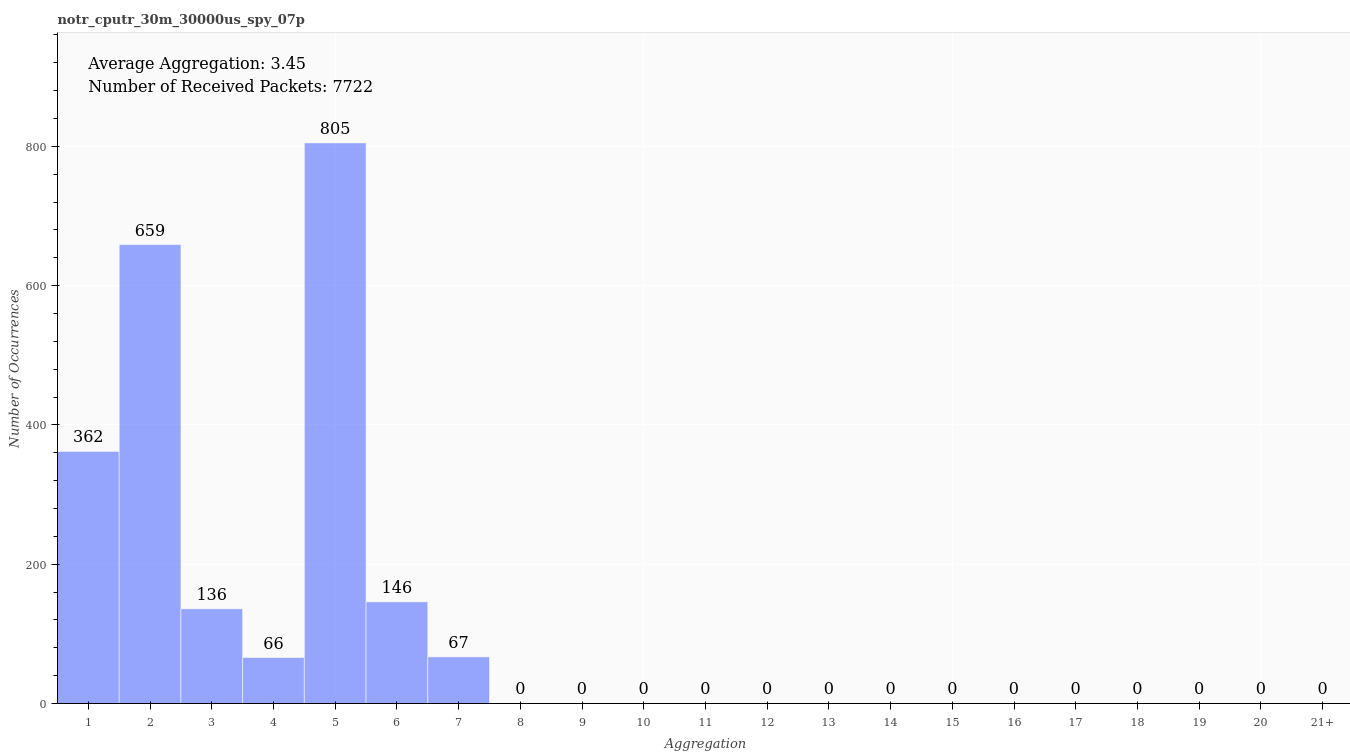 notr_cputr_30m_30000us_spy_07p
Average Aggregation: 3.45
Number of Received Packets: 7722
805
800
659
600
Number of Occurrences
400
362
200
136
66
146
67
0 0 0 0 0 0 0 0 0 0 0 0 0 0
0
1 2 3 4 5 6 7 8 9 10 11 12 13 14 15 16 17 18 19 20 21+
Aggregation